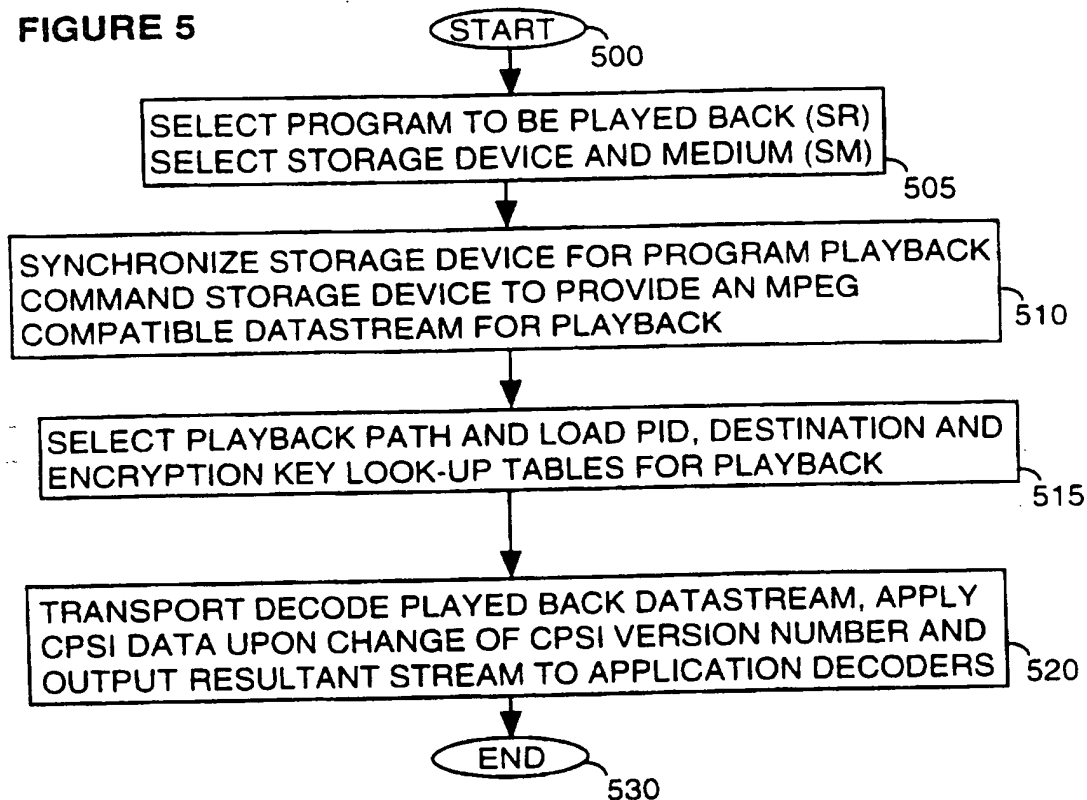 FIGURE 5
START
500
SELECT PROGRAM TO BE PLAYED BACK (SR)
SELECT STORAGE DEVICE AND MEDIUM (SM)
505
SYNCHRONIZE STORAGE DEVICE FOR PROGRAM PLAYBACK
COMMAND STORAGE DEVICE TO PROVIDE AN MPEG
COMPATIBLE DATASTREAM FOR PLAYBACK
510
SELECT PLAYBACK PATH AND LOAD PID, DESTINATION AND
ENCRYPTION KEY LOOK-UP TABLES FOR PLAYBACK
515
TRANSPORT DECODE PLAYED BACK DATASTREAM, APPLY
CPSI DATA UPON CHANGE OF CPSI VERSION NUMBER AND
OUTPUT RESULTANT STREAM TO APPLICATION DECODERS
520
END
530